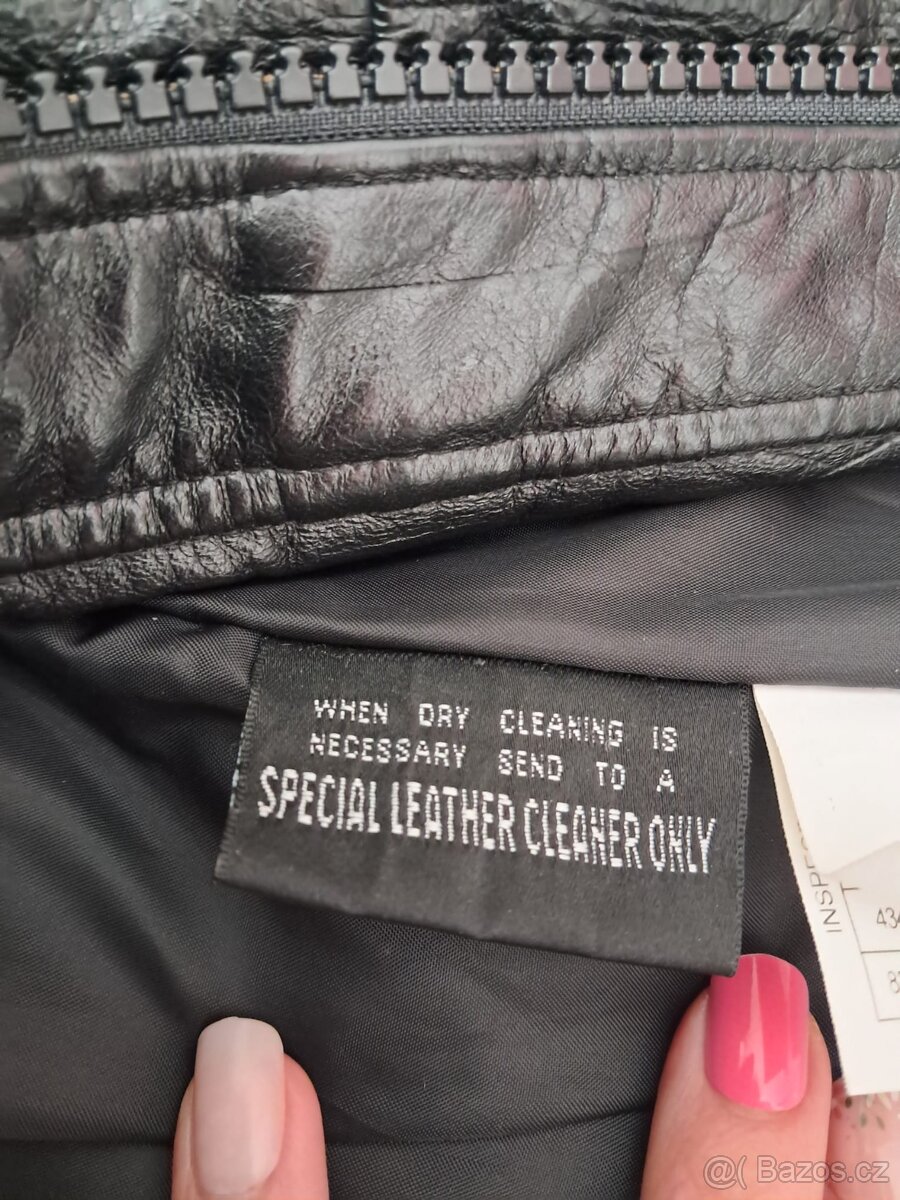 WHEN DRY CLEANING IS
NECESSARY SEND TO A
SPECIAL LEATHER CLEANER ONLY
@( Bazos.cz